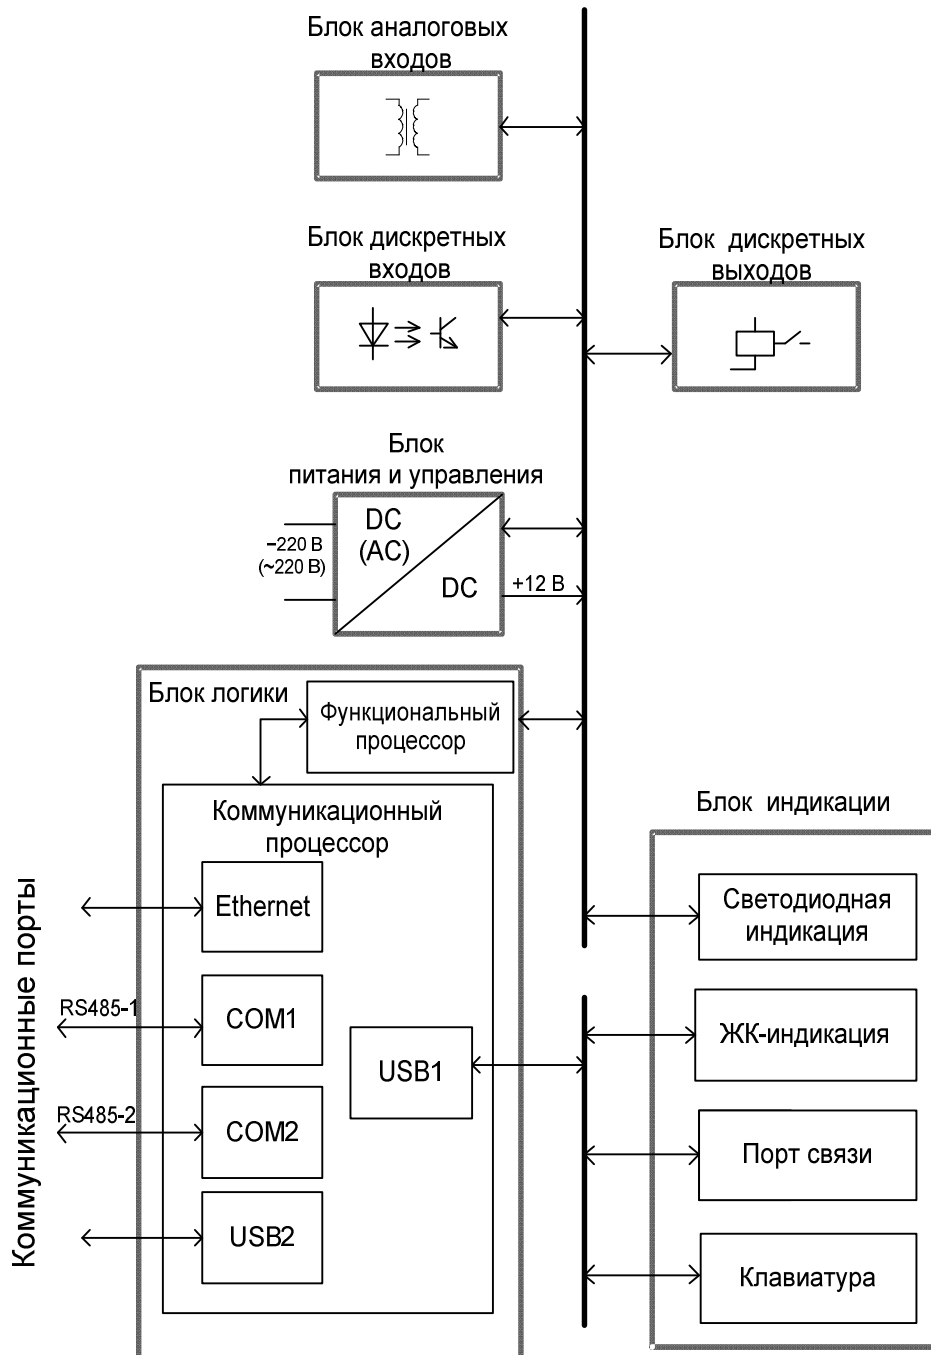 Блок аналоговых
входов
Блок дискретных
входов
Блок дискретных
выходов
Блок
питания и управления
DC
(AC)
–220 В
(~220 В)
DC
+12 В
Блок логики
Функциональный
процессор
Коммуникационный
процессор
Блок индикации
Коммуникационные порты
Ethernet
Светодиодная
индикация
RS485-1
COM1
ЖК-индикация
USB1
RS485-2
COM2
Порт связи
USB2
Клавиатура